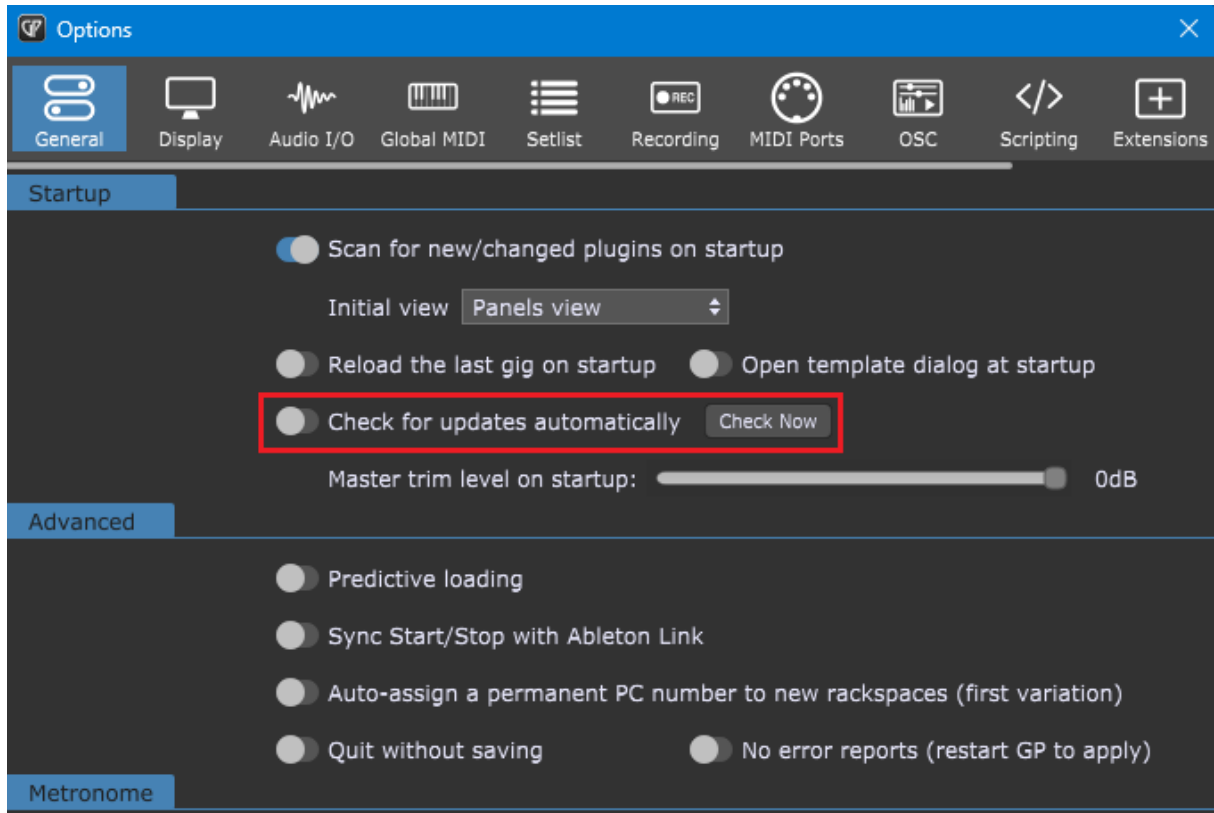 GP Options
General Display Audio I/O Global MIDI Setlist REC Recording MIDI Ports OSC </> Scripting Extensions
Startup
Scan for new/changed plugins on startup
Initial view Panels view
Reload the last gig on startup Open template dialog at startup
Check for updates automatically Check Now
Master trim level on startup: 0dB
Advanced
Predictive loading
Sync Start/Stop with Ableton Link
Auto-assign a permanent PC number to new rackspaces (first variation)
Quit without saving No error reports (restart GP to apply)
Metronome